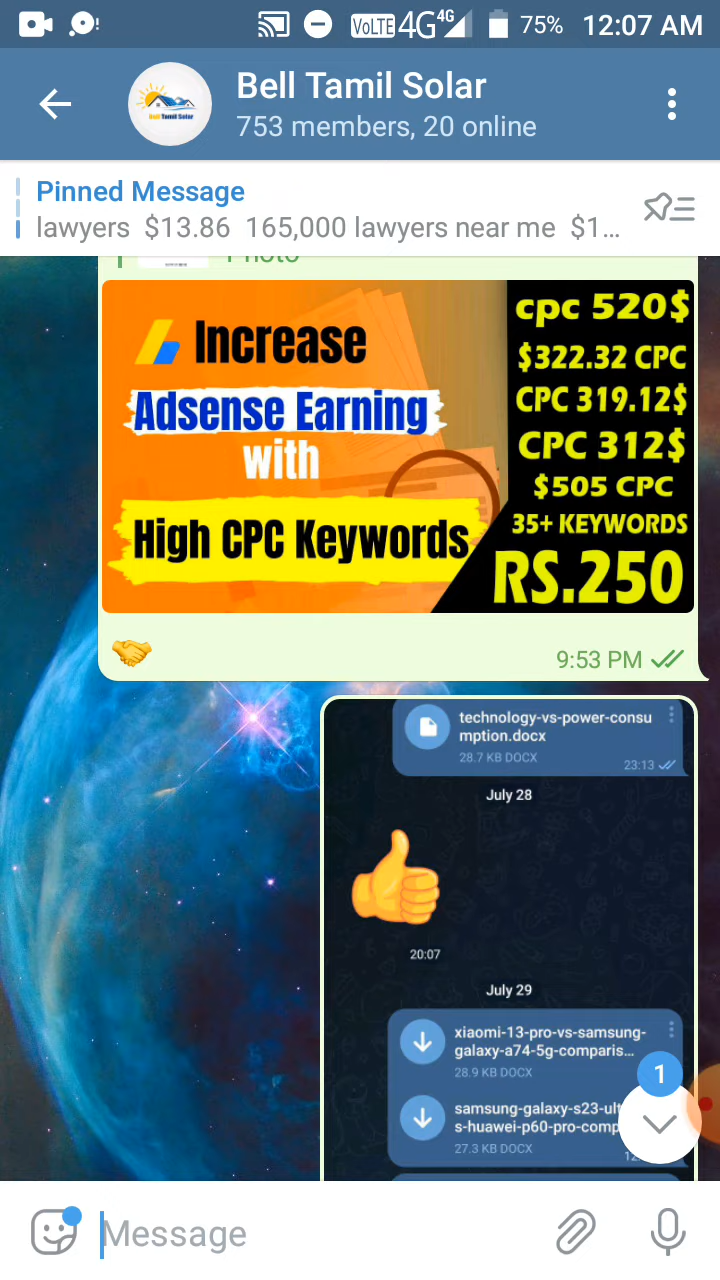 VoLTE 4G 4G 75% 12:07 AM
Bell Tamil Solar
753 members, 20 online
Pinned Message
lawyers $13.86 165,000 lawyers near me $1...
Photo
Increase
Adsense Earning
with
High CPC Keywords
cpc 520$
$322.32 CPC
CPC 319.12$
CPC 312$
$505 CPC
35+ KEYWORDS
RS.250
9:53 PM
technology-vs-power-consu
mption.docx
28.7 KB DOCX
23:13
July 28
20:07
July 29
xiaomi-13-pro-vs-samsung-
galaxy-a74-5g-comparis...
28.9 KB DOCX
1
samsung-galaxy-s23-ult
s-huawei-p60-pro-comp
27.3 KB DOCX
Message